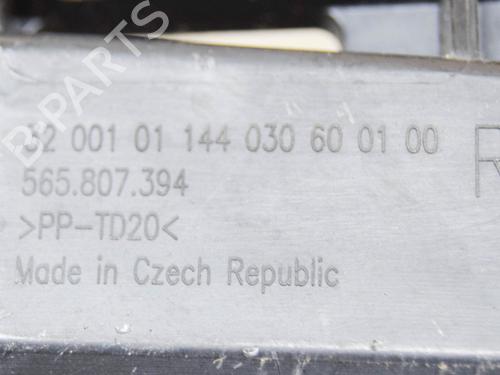 B-PARTS
32 001 01 144 030 60 01 00
R
565.807.394
>PP-TD20<
Made in Czech Republic